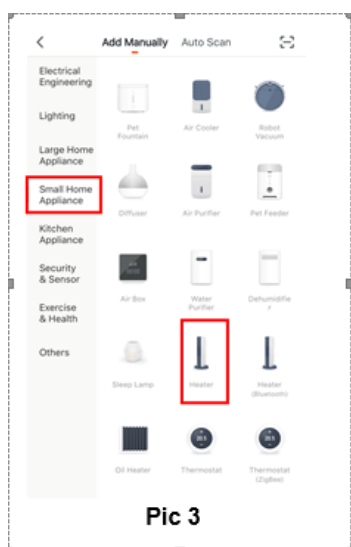 Add Manually Auto Scan
Electrical
Engineering
Lighting
Large Home
Appliance
Small Home
Appliance
Kitchen
Appliance
Security
& Sensor
Exercise
& Health
Others
Pet
Fountain
Air Cooler
Robot
Vacuum
Diffuser
Air Purifier
Pet Feeder
Air Box
Water
Purifier
Dehumidifie
r
Sleep Lamp
Heater
Heater
(Bluetooth)
Oil Heater
Thermostat
Thermostat
(ZigBee)
Pic 3